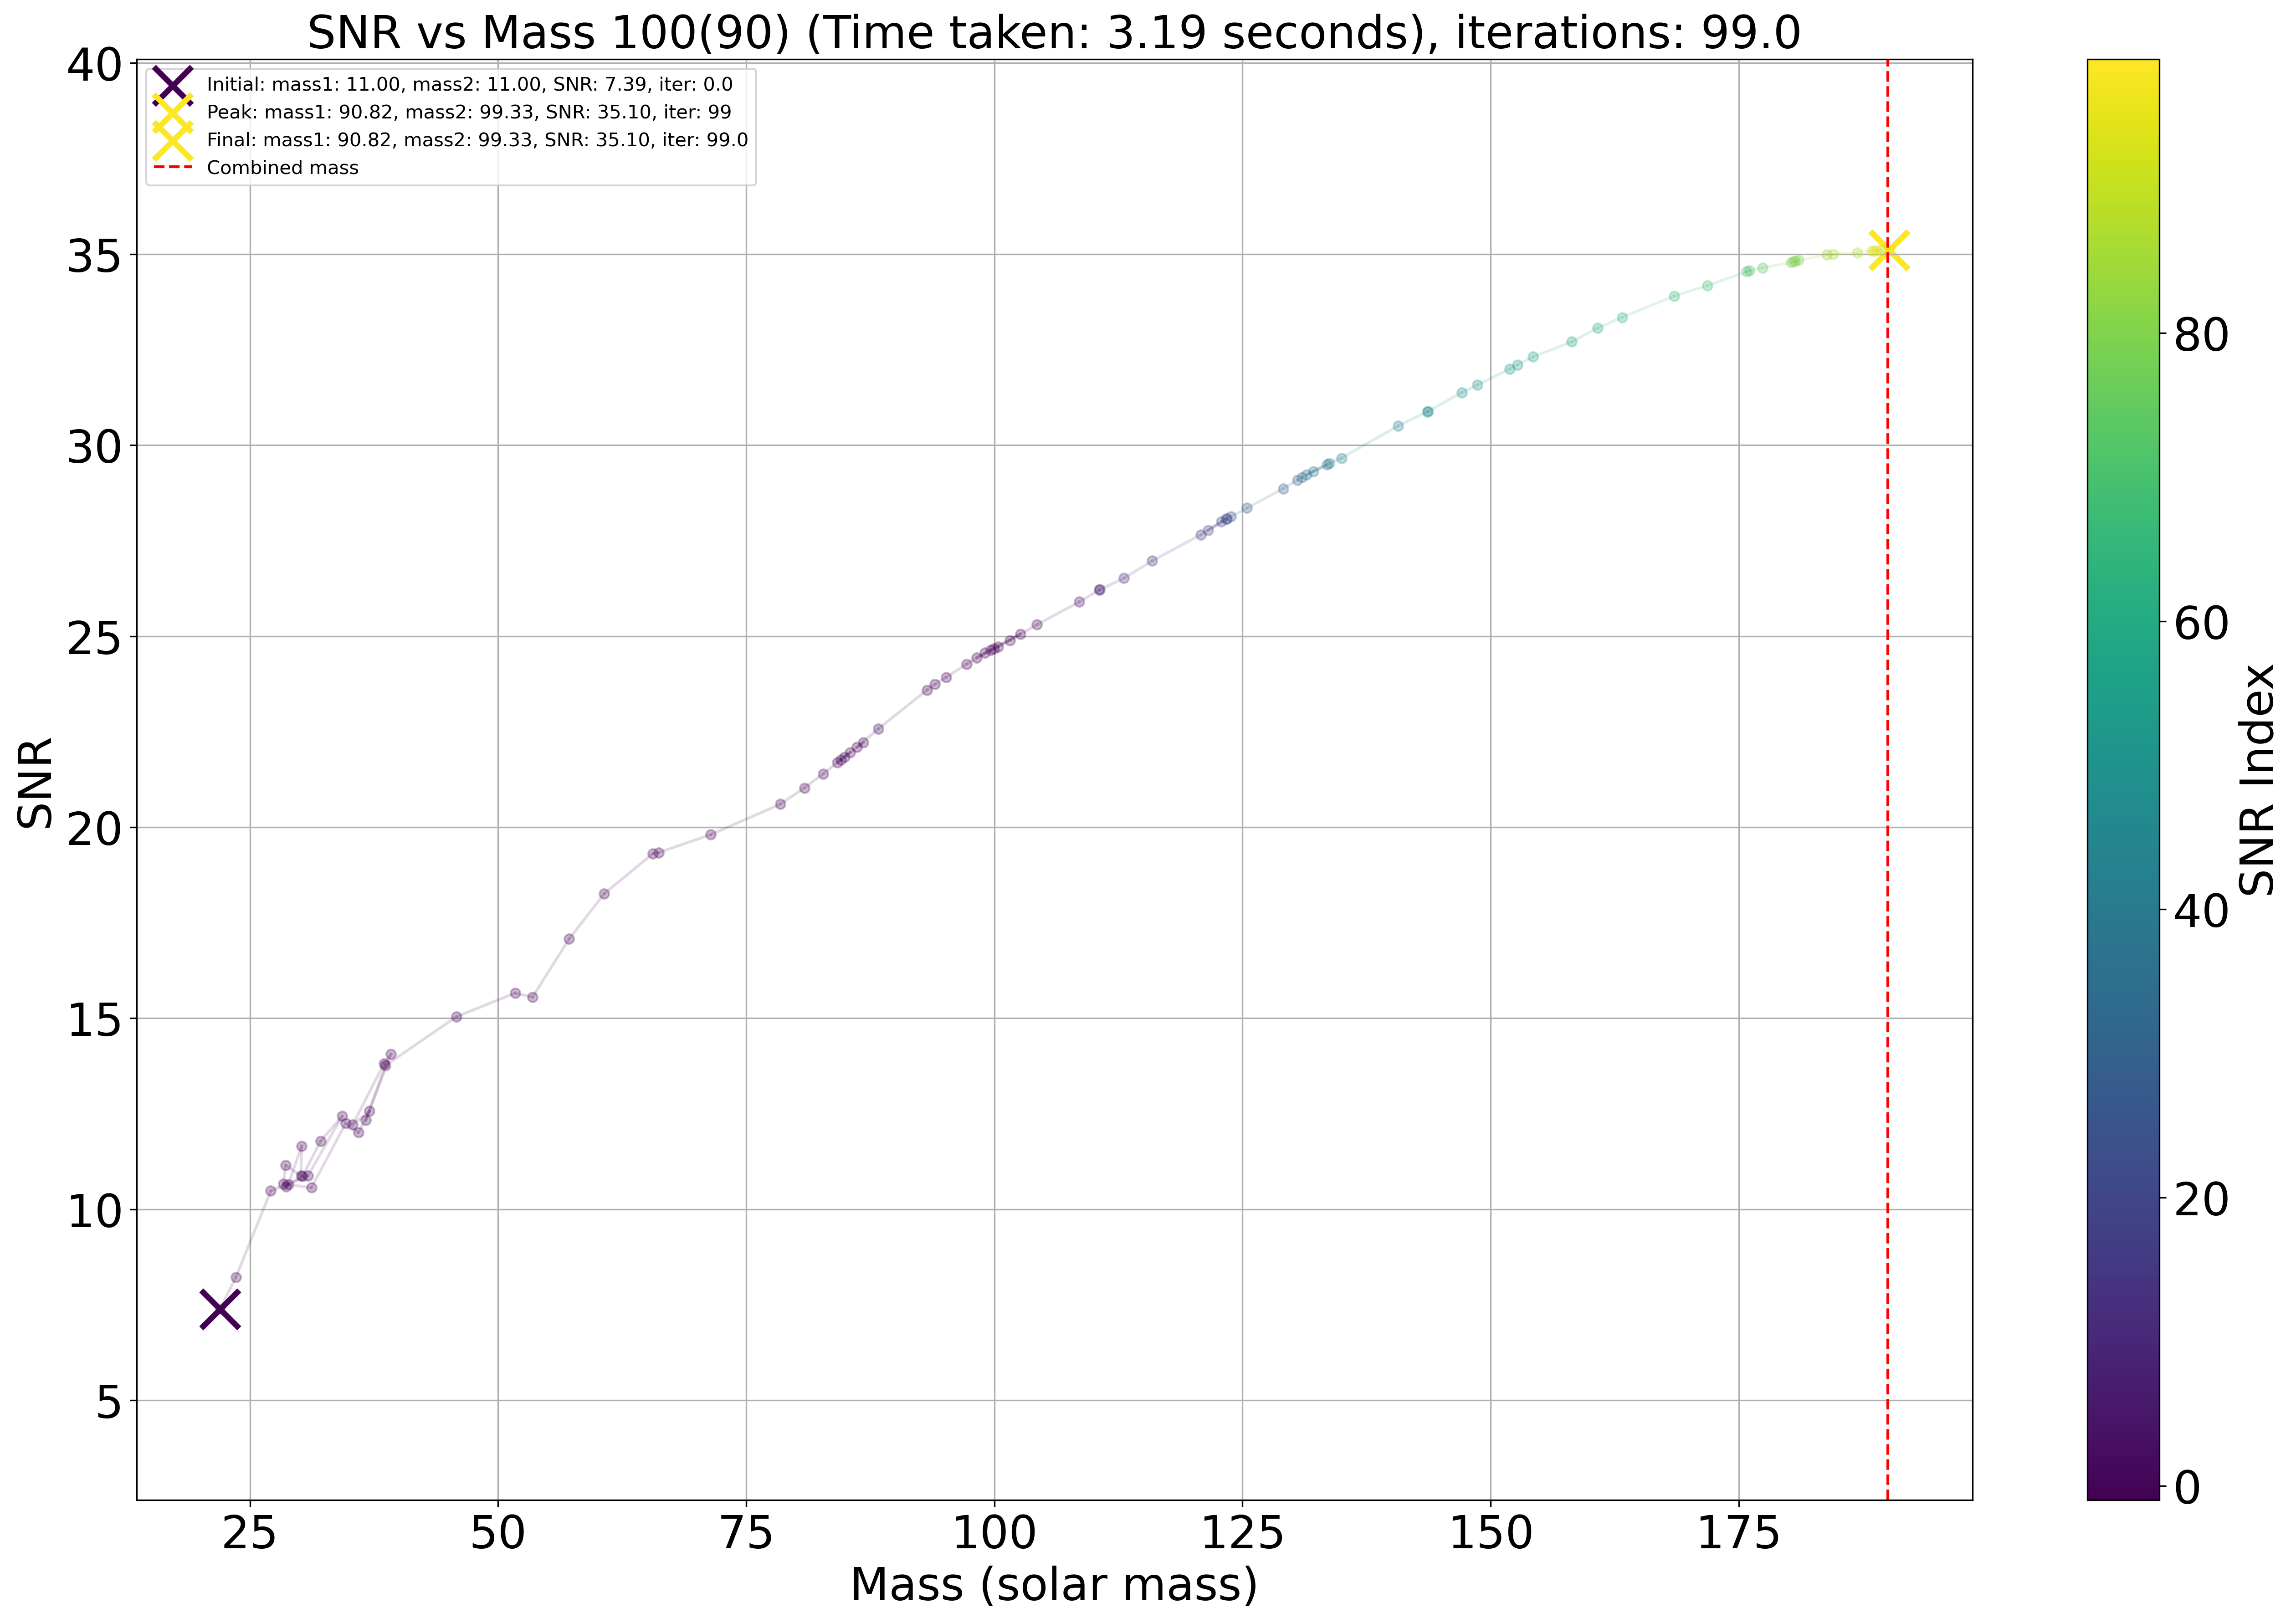 SNR vs Mass 100(90) (Time taken: 3.19 seconds), iterations: 99.0
Initial: mass1: 11.00, mass2: 11.00, SNR: 7.39, iter: 0.0
Peak: mass1: 90.82, mass2: 99.33, SNR: 35.10, iter: 99
Final: mass1: 90.82, mass2: 99.33, SNR: 35.10, iter: 99.0
Combined mass
SNR
40
35
30
25
20
15
10
5
25 50 75 100 125 150 175
Mass (solar mass)
80
60
40
20
0
SNR Index